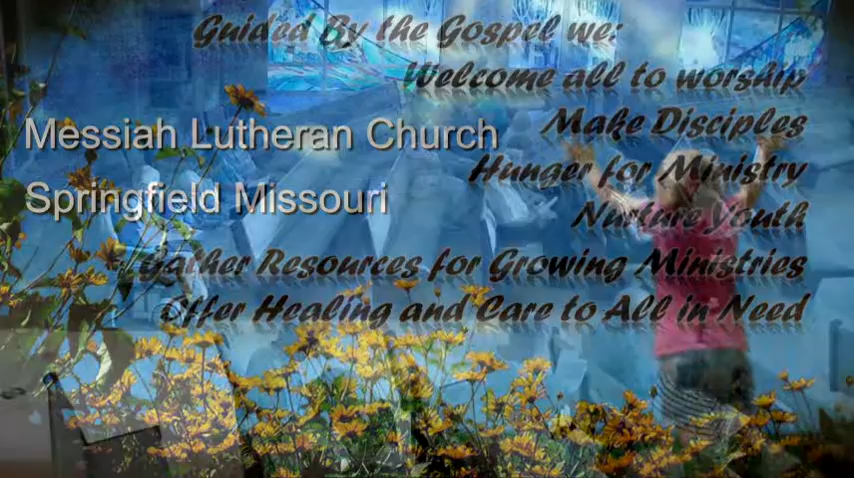 Guided By the Gospel we:
Welcome all to worship
Make Disciples
Messiah Lutheran Church
Hunger for Ministry
Springfield Missouri
Nurture Youth
Gather Resources for Growing Ministries
Offer Healing and Care to All in Need